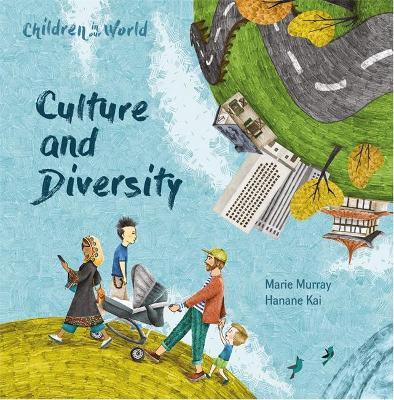 Children in our World
Culture
and
Diversity
Marie Murray
Hanane Kai